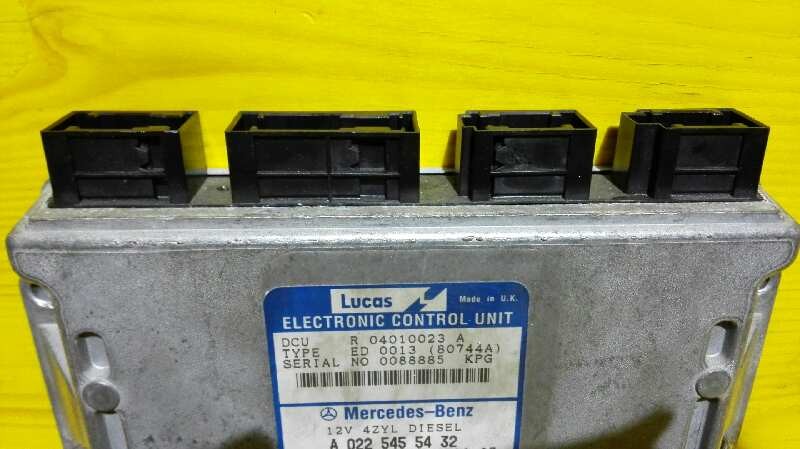 Lucas Made in U.K.
ELECTRONIC CONTROL UNIT
DCU R 04010023 A
TYPE ED 0013 (80744A)
SERIAL NO 0088885 KPG
Mercedes-Benz
12V 4ZYL DIESEL
A 022 545 54 32